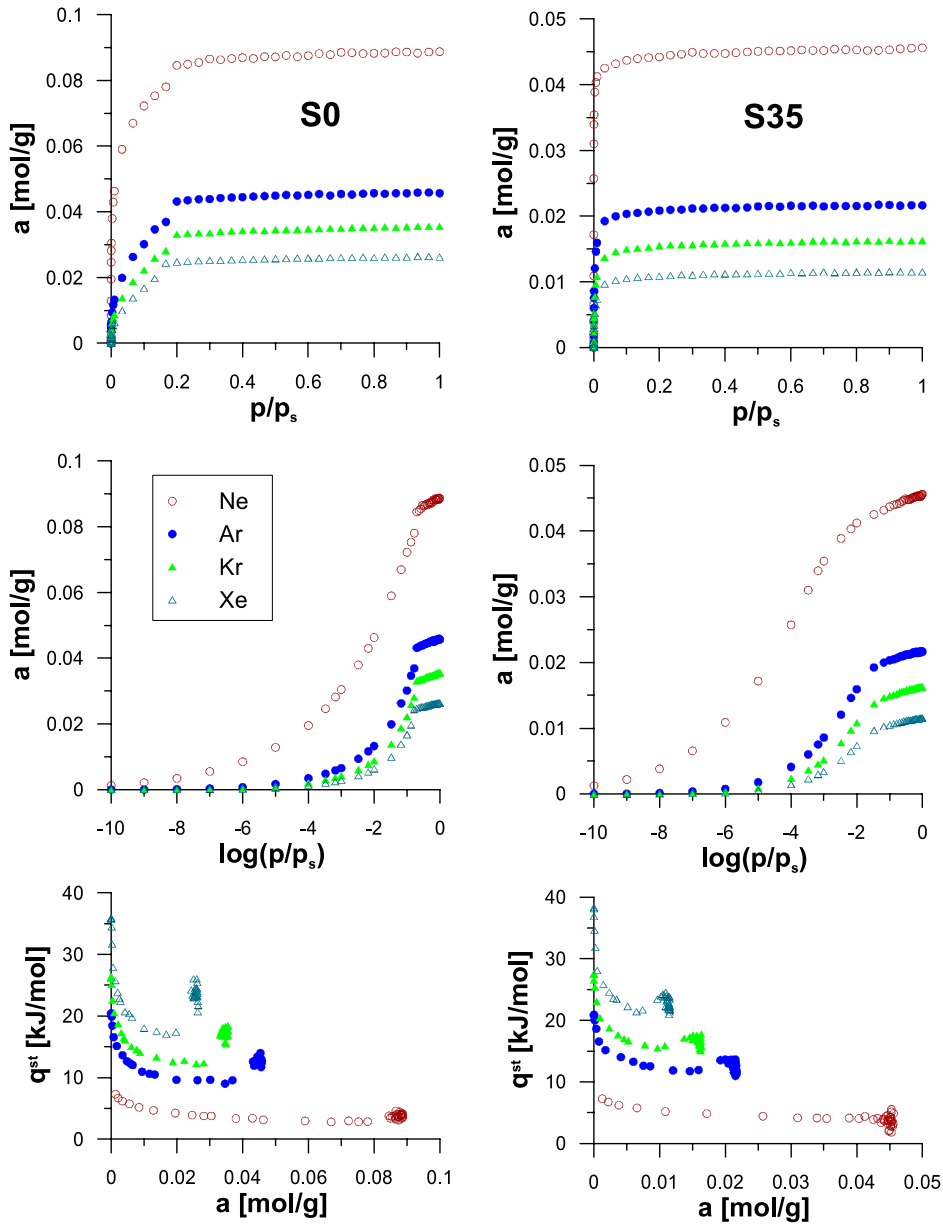 0.1
0.08
0.06
0.04
0.02
0
a [mol/g]
S0
0 0.2 0.4 0.6 0.8 1
p/ps
0.05
0.04
0.03
0.02
0.01
0
a [mol/g]
S35
0 0.2 0.4 0.6 0.8 1
p/ps
0.1
0.08
0.06
0.04
0.02
0
a [mol/g]
Ne
Ar
Kr
Xe
-10 -8 -6 -4 -2 0
log(p/ps)
0.05
0.04
0.03
0.02
0.01
0
a [mol/g]
-10 -8 -6 -4 -2 0
log(p/ps)
40
30
20
10
0
qst [kJ/mol]
0 0.02 0.04 0.06 0.08 0.1
a [mol/g]
40
30
20
10
0
qst [kJ/mol]
0 0.01 0.02 0.03 0.04 0.05
a [mol/g]